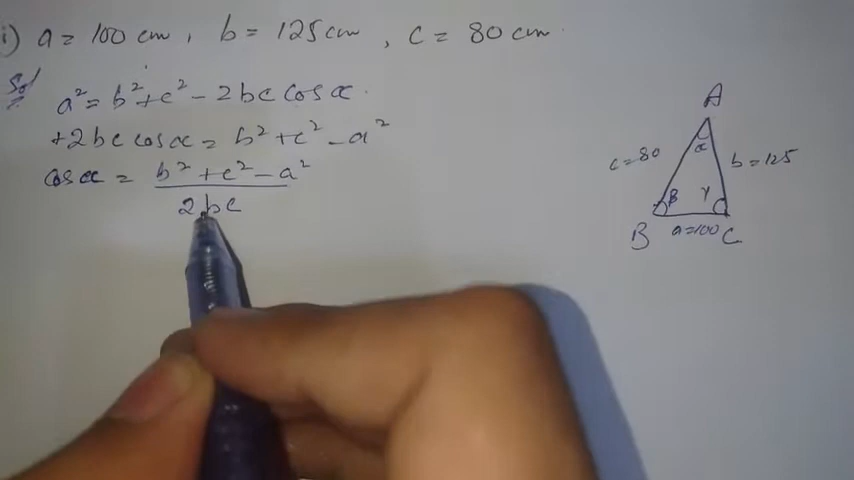 i) a = 100 cm, b = 125 cm, c = 80 cm.
Sol
a² = b² + c² - 2bc cos α.
+2bc cos α = b² + c² - a²
cos α = b² + c² - a²
2bc
A
α
c = 80
b = 125
β
γ
B
a = 100
C